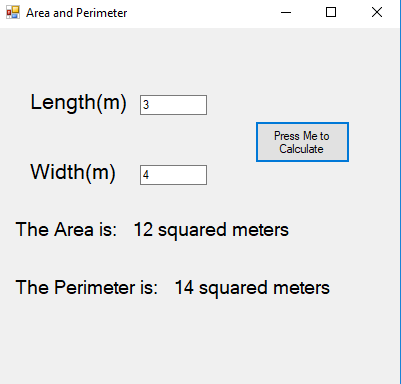 Area and Perimeter
Length(m) 3
Press Me to
Calculate
Width(m) 4
The Area is: 12 squared meters
The Perimeter is: 14 squared meters